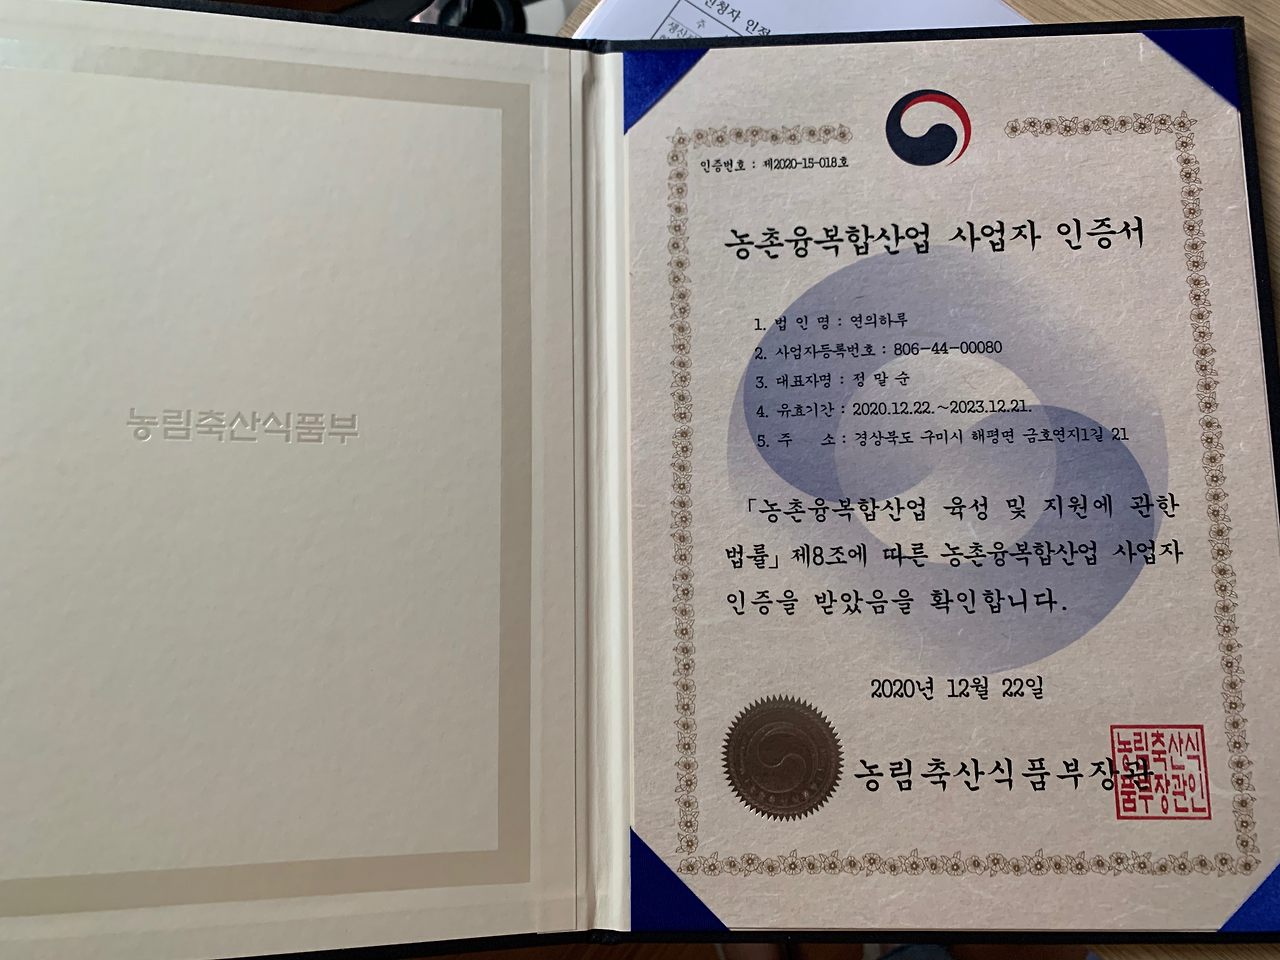 신청자 인적
주
생산
농림축산식품부
인증번호 : 제2020-15-018호
농촌융복합산업 사업자 인증서
1. 법 인 명 : 연의하루
2. 사업자등록번호 : 806-44-00080
3. 대표자명 : 정 말 순
4. 유효기간 : 2020.12.22.~2023.12.21.
5. 주 소 : 경상북도 구미시 해평면 금호연지1길 21
「농촌융복합산업 육성 및 지원에 관한
법률」 제8조에 따른 농촌융복합산업 사업자
인증을 받았음을 확인합니다.
2020년 12월 22일
농림축산식품부장관
농림축산식
품부장관인